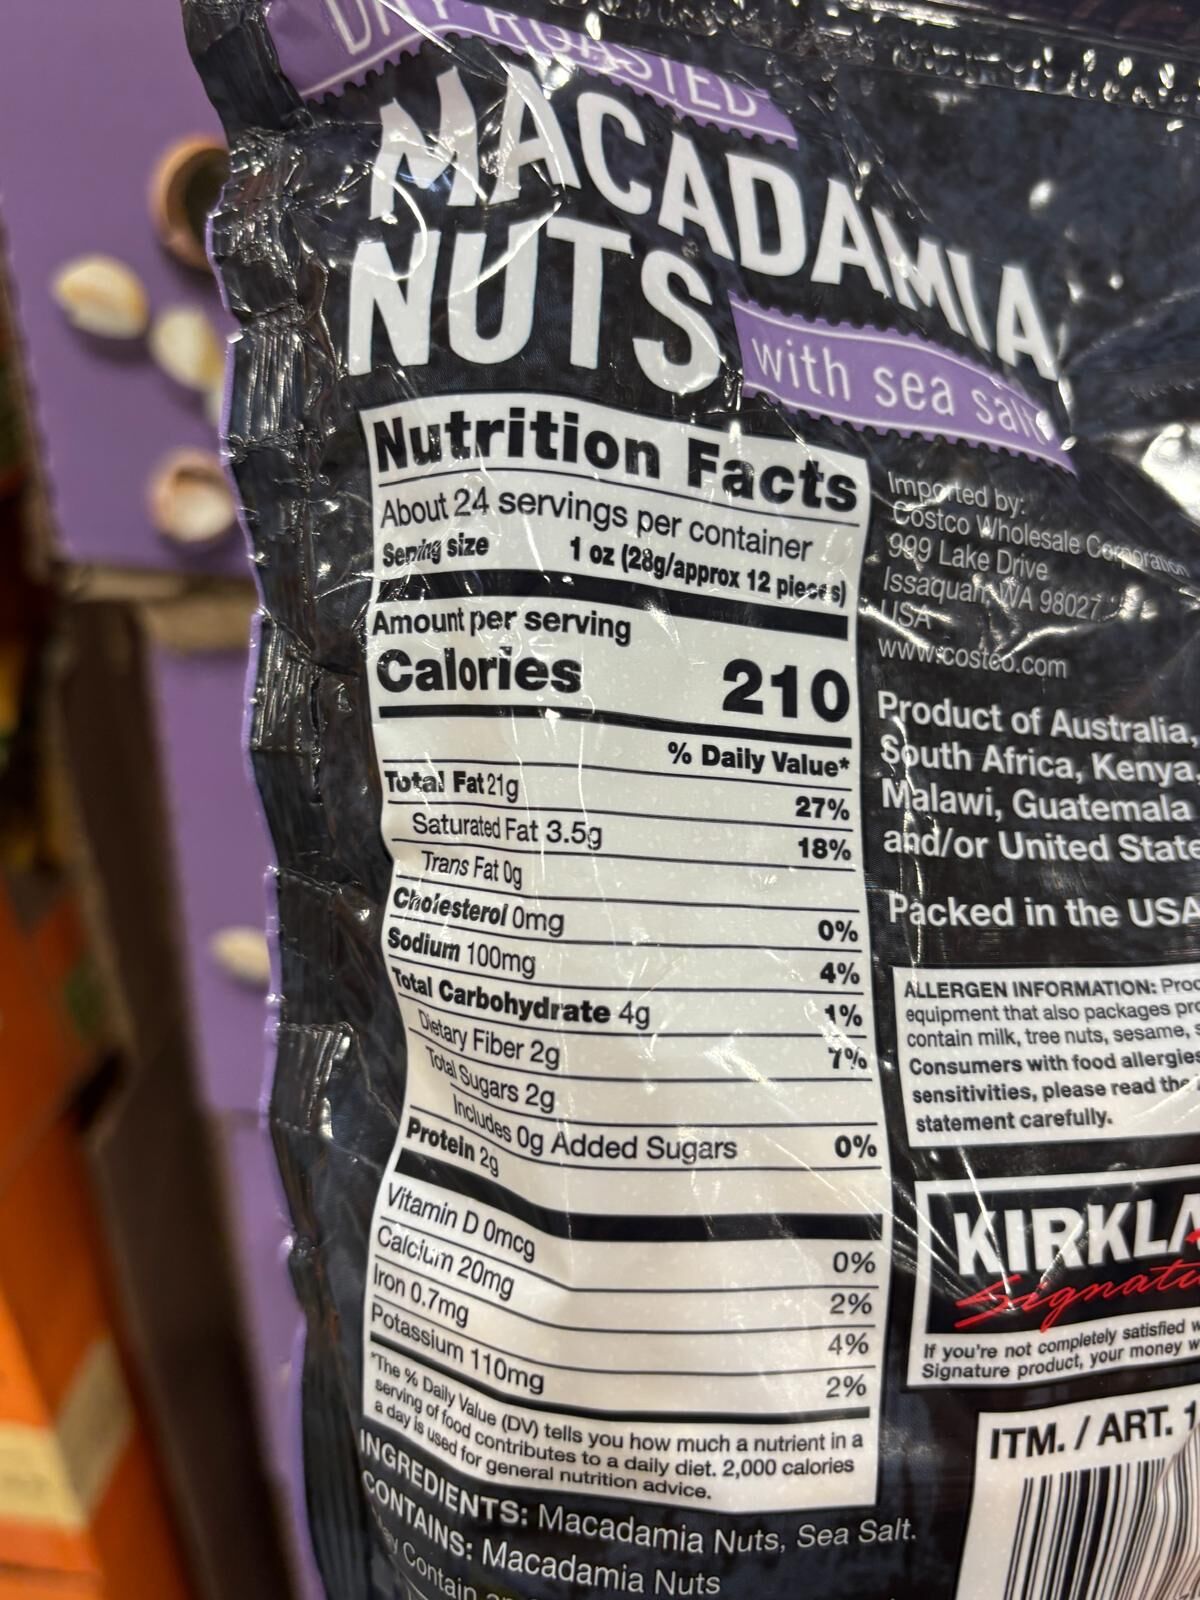 DRY ROASTED
MACADAMIA
NUTS
with sea salt
Nutrition Facts
About 24 servings per container
Serving size 1 oz (28g/approx 12 pieces)
Amount per serving
Calories 210
% Daily Value*
Total Fat 21g 27%
Saturated Fat 3.5g 18%
Trans Fat 0g
Cholesterol 0mg 0%
Sodium 100mg 4%
Total Carbohydrate 4g 1%
Dietary Fiber 2g 7%
Total Sugars 2g
Includes 0g Added Sugars 0%
Protein 2g
Vitamin D 0mcg 0%
Calcium 20mg 2%
Iron 0.7mg 4%
Potassium 110mg 2%
*The % Daily Value (DV) tells you how much a nutrient in a
serving of food contributes to a daily diet. 2,000 calories
a day is used for general nutrition advice.
INGREDIENTS: Macadamia Nuts, Sea Salt.
CONTAINS: Macadamia Nuts
Contain
Imported by:
Costco Wholesale Corporation
999 Lake Drive
Issaquah, WA 98027
USA
www.costco.com
Product of Australia,
South Africa, Kenya,
Malawi, Guatemala
and/or United State
Packed in the USA
ALLERGEN INFORMATION: Proc
equipment that also packages pro
contain milk, tree nuts, sesame, s
Consumers with food allergies
sensitivities, please read the
statement carefully.
KIRKLA
Signatu
If you're not completely satisfied w
Signature product, your money w
ITM. / ART. 1